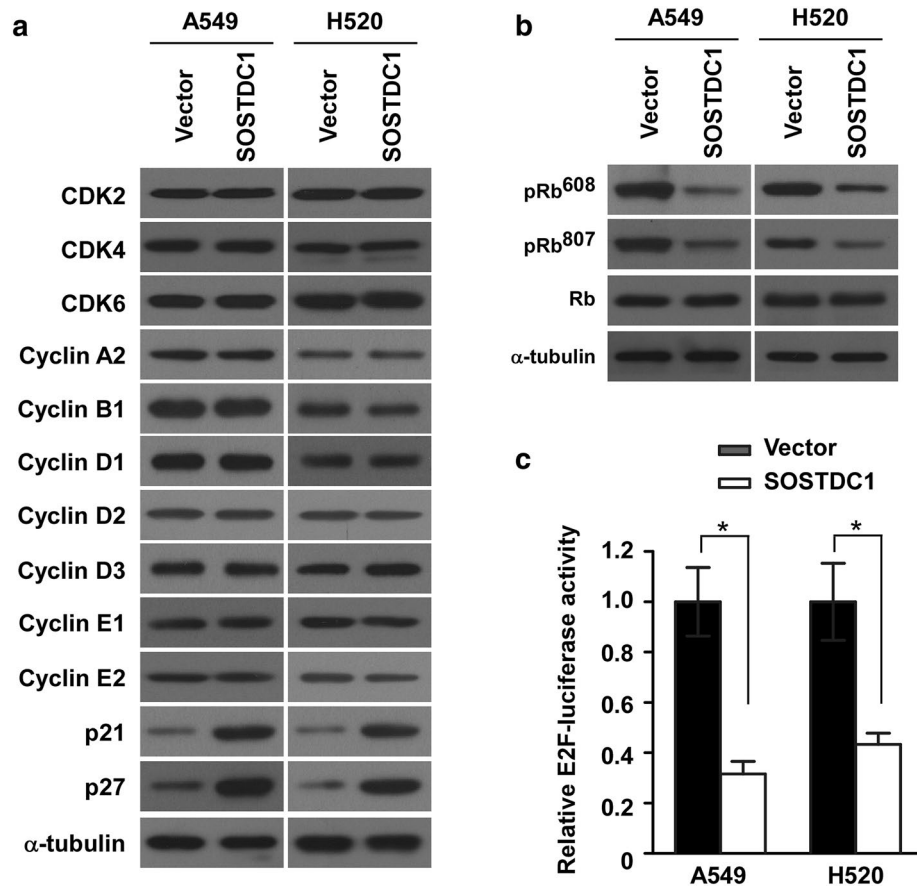 a
A549 H520
Vector SOSTDC1 Vector SOSTDC1
CDK2
CDK4
CDK6
Cyclin A2
Cyclin B1
Cyclin D1
Cyclin D2
Cyclin D3
Cyclin E1
Cyclin E2
p21
p27
α-tubulin
b
A549 H520
Vector SOSTDC1 Vector SOSTDC1
pRb608
pRb807
Rb
α-tubulin
c
Vector
SOSTDC1
Relative E2F-luciferase activity
* *
1.2
1.0
0.8
0.6
0.4
0.2
0
A549 H520